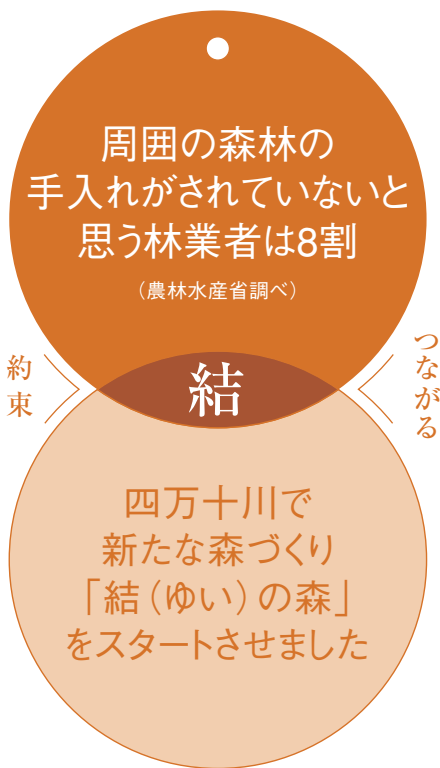 周囲の森林の
手入れがされていないと
思う林業者は8割
（農林水産省調べ）
約束
結
つながる
四万十川で
新たな森づくり
「結（ゆい）の森」
をスタートさせました